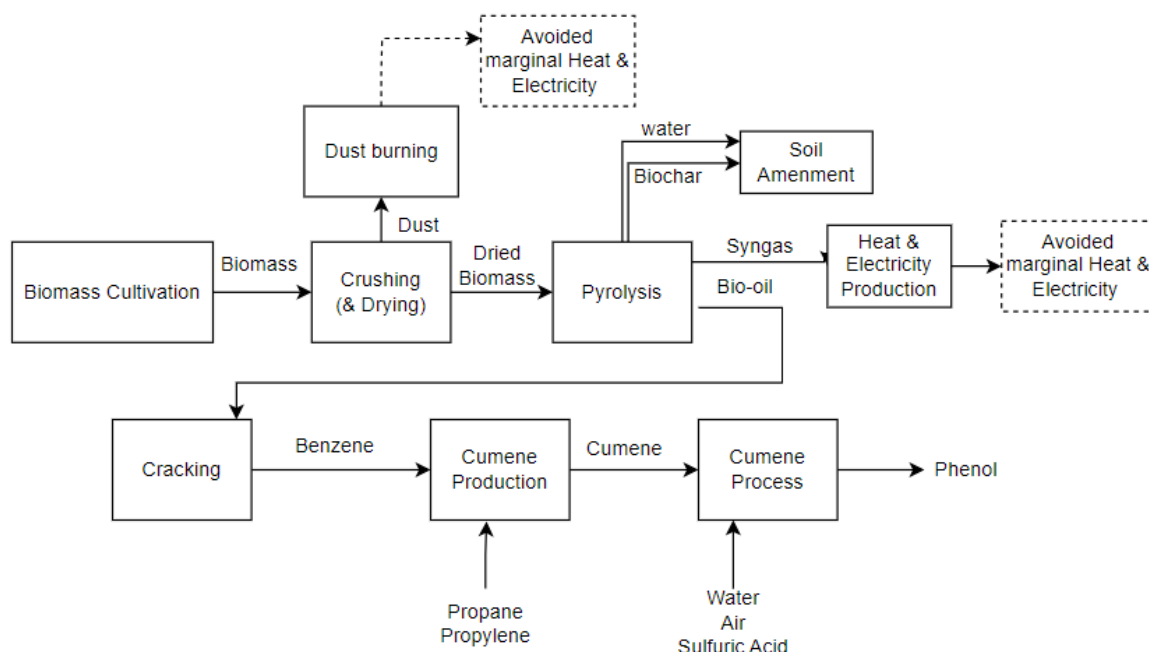 Avoided
marginal Heat &
Electricity
Dust burning
water
Biochar
Soil
Amenment
Dust
Biomass Cultivation
Biomass
Crushing
(& Drying)
Dried
Biomass
Pyrolysis
Syngas
Bio-oil
Heat &
Electricity
Production
Avoided
marginal Heat &
Electricity
Cracking
Benzene
Cumene
Production
Cumene
Cumene
Process
Phenol
Propane
Propylene
Water
Air
Sulfuric Acid